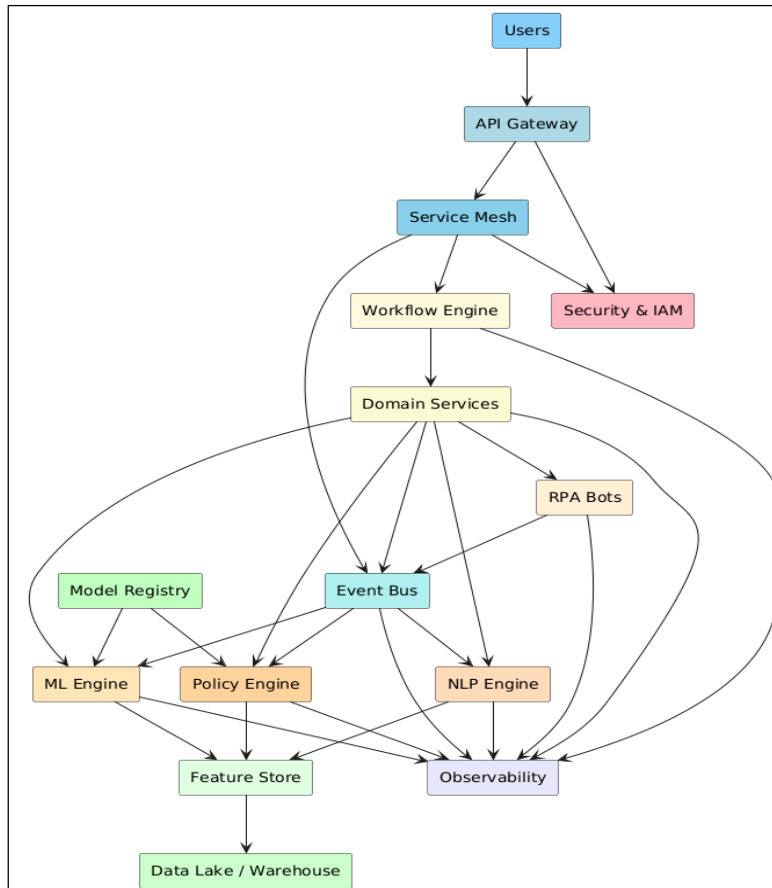 Users
API Gateway
Service Mesh
Workflow Engine
Security & IAM
Domain Services
RPA Bots
Model Registry
Event Bus
ML Engine
Policy Engine
NLP Engine
Feature Store
Observability
Data Lake / Warehouse